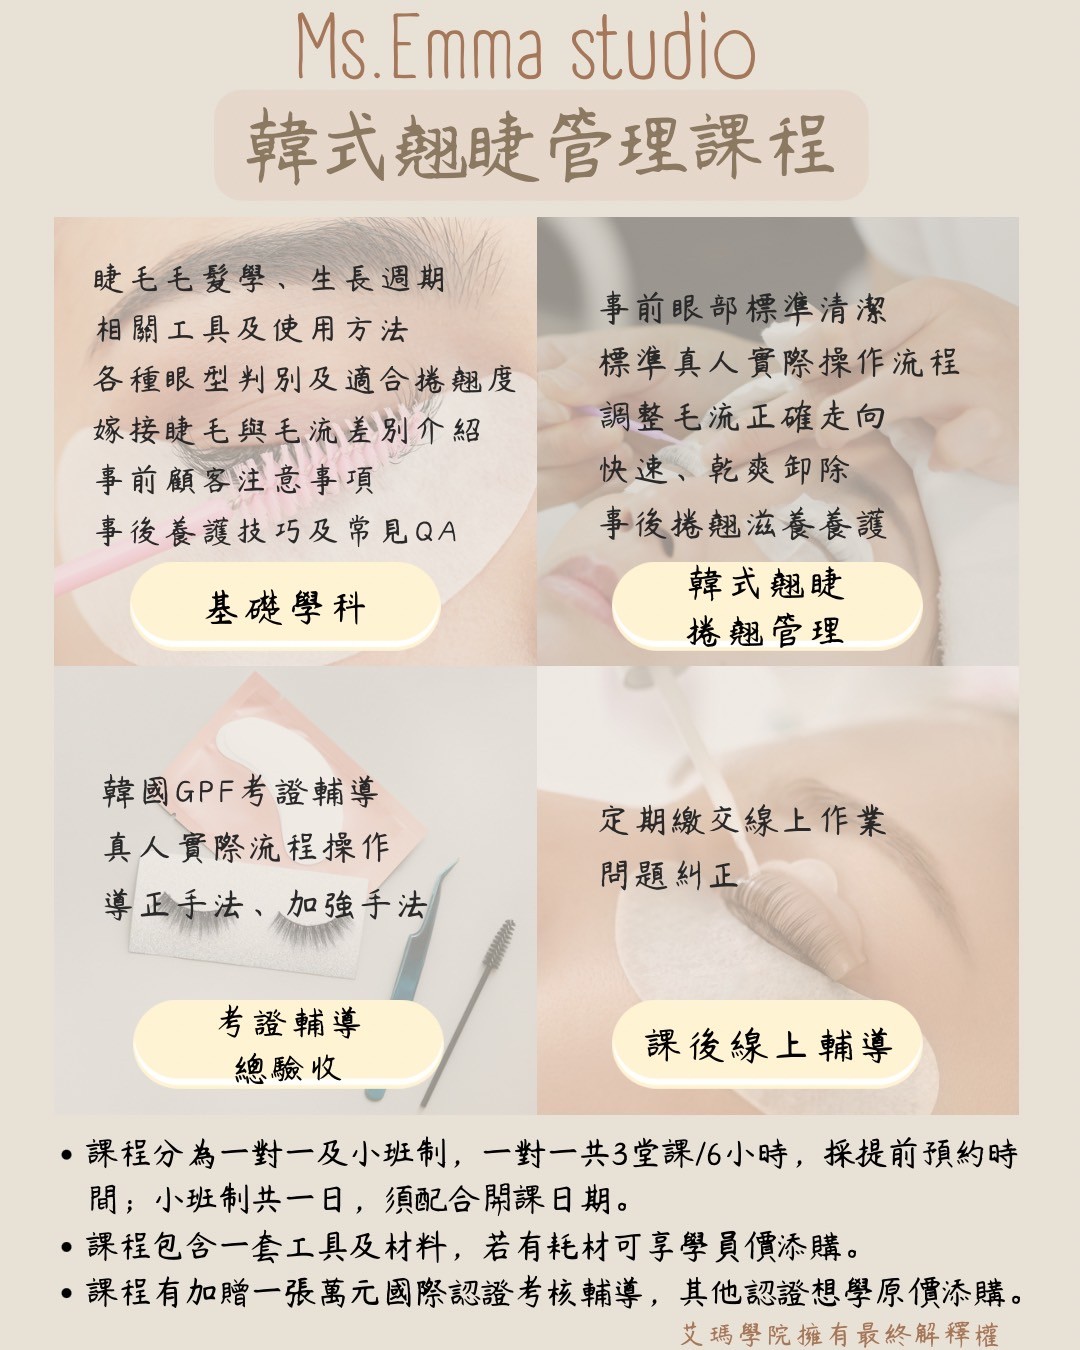 Ms.Emma studio
韓式翹睫管理課程
睫毛毛髮學、生長週期
相關工具及使用方法
各種眼型判別及適合捲翹度
嫁接睫毛與毛流差別介紹
事前顧客注意事項
事後養護技巧及常見QA
基礎學科
事前眼部標準清潔
標準真人實際操作流程
調整毛流正確走向
快速、乾爽卸除
事後捲翹滋養養護
韓式翹睫
捲翹管理
韓國GPF考證輔導
真人實際流程操作
導正手法、加強手法
考證輔導
總驗收
定期繳交線上作業
問題糾正
課後線上輔導
• 課程分為一對一及小班制，一對一共3堂課/6小時，採提前預約時
間；小班制共一日，須配合開課日期。
• 課程包含一套工具及材料，若有耗材可享學員價添購。
• 課程有加贈一張萬元國際認證考核輔導，其他認證想學原價添購。
艾瑪學院擁有最終解釋權